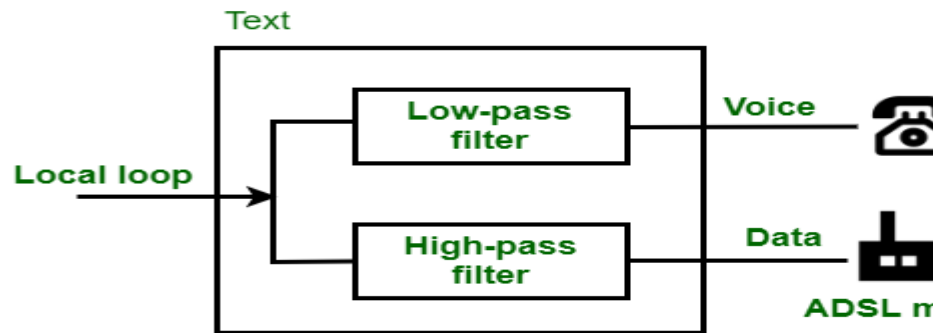 Text
Low-pass
filter
Voice
Local loop
High-pass
filter
Data
ADSL m